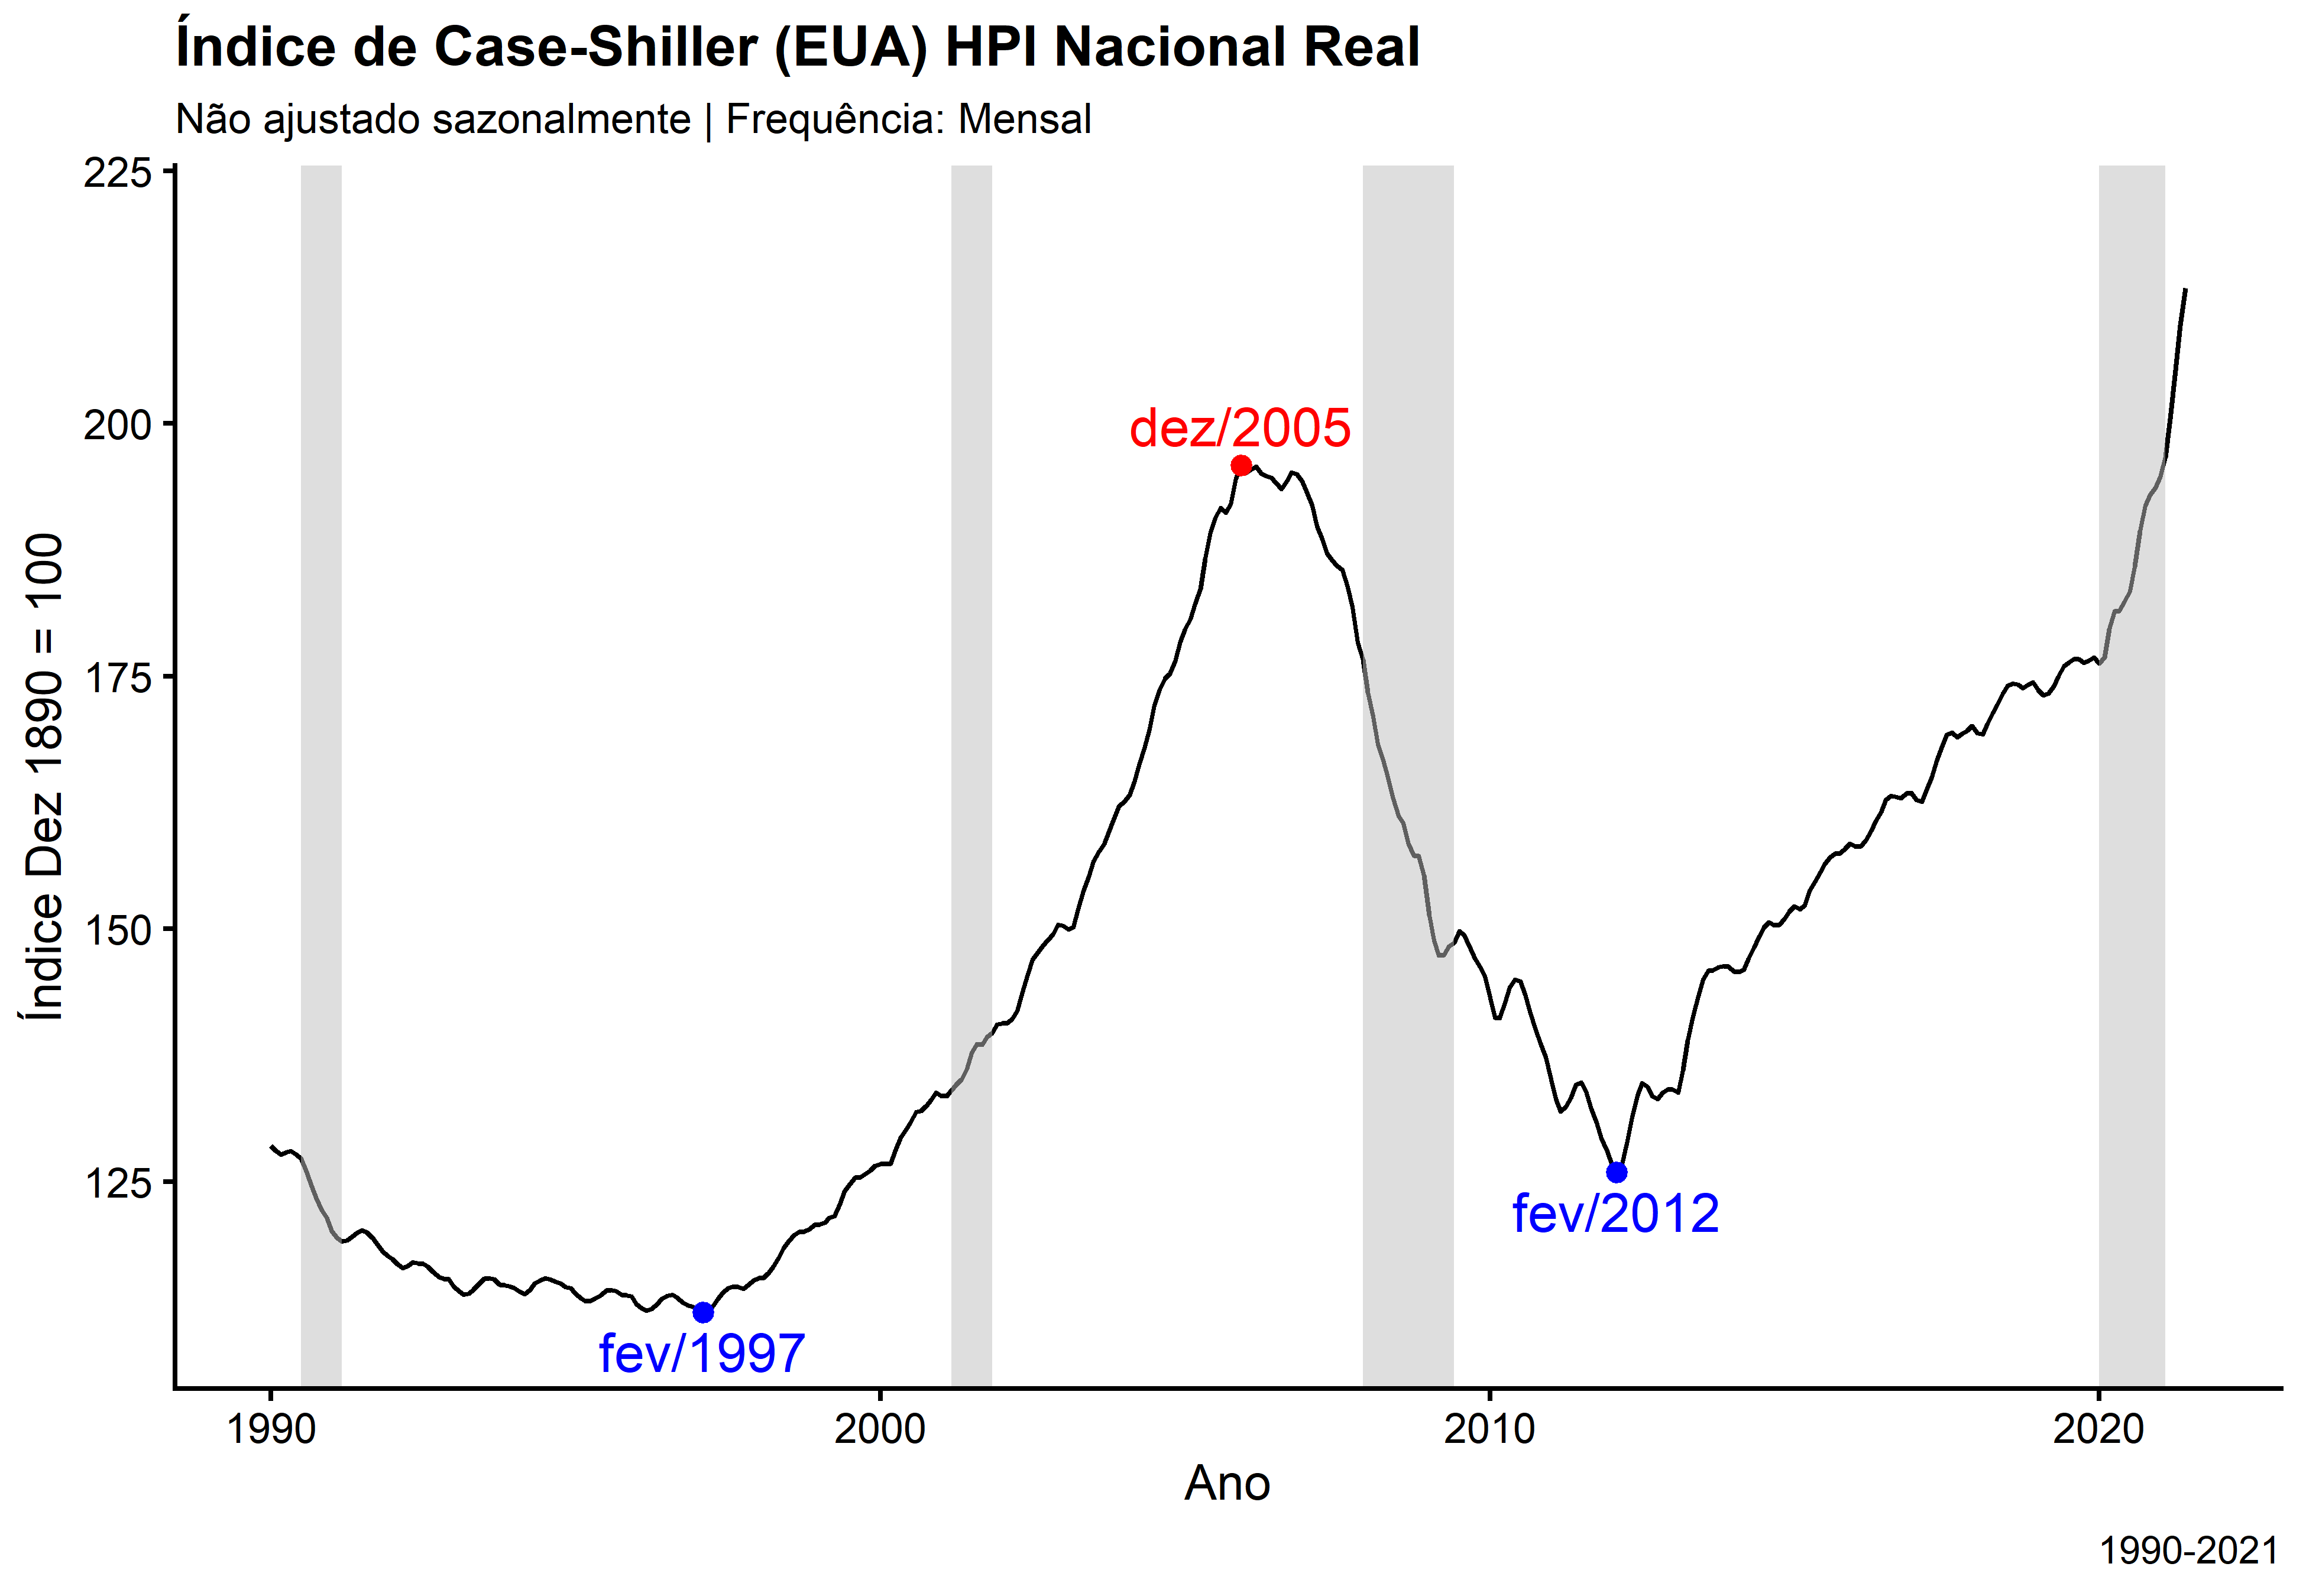 Índice de Case-Shiller (EUA) HPI Nacional Real
Não ajustado sazonalmente | Frequência: Mensal
Índice Dez 1890 = 100
225
200
175
150
125
dez/2005
fev/2012
fev/1997
1990
2000
2010
2020
Ano
1990-2021